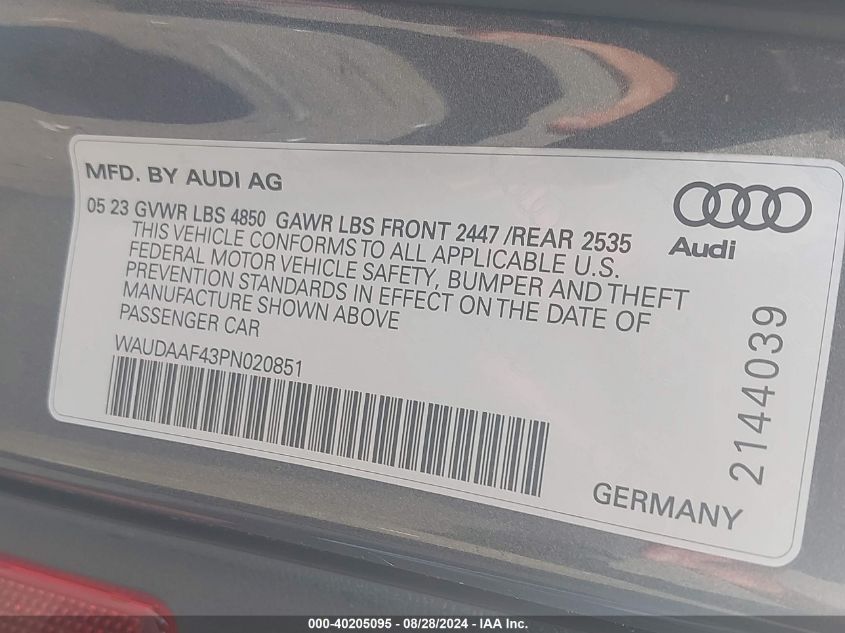 MFD. BY AUDI AG
05 23 GVWR LBS 4850 GAWR LBS FRONT 2447 /REAR 2535
THIS VEHICLE CONFORMS TO ALL APPLICABLE U.S.
FEDERAL MOTOR VEHICLE SAFETY, BUMPER AND THEFT
PREVENTION STANDARDS IN EFFECT ON THE DATE OF
MANUFACTURE SHOWN ABOVE
PASSENGER CAR
WAUDAAF43PN020851
Audi
2144039
GERMANY
000-40205095 - 08/28/2024 - IAA Inc.